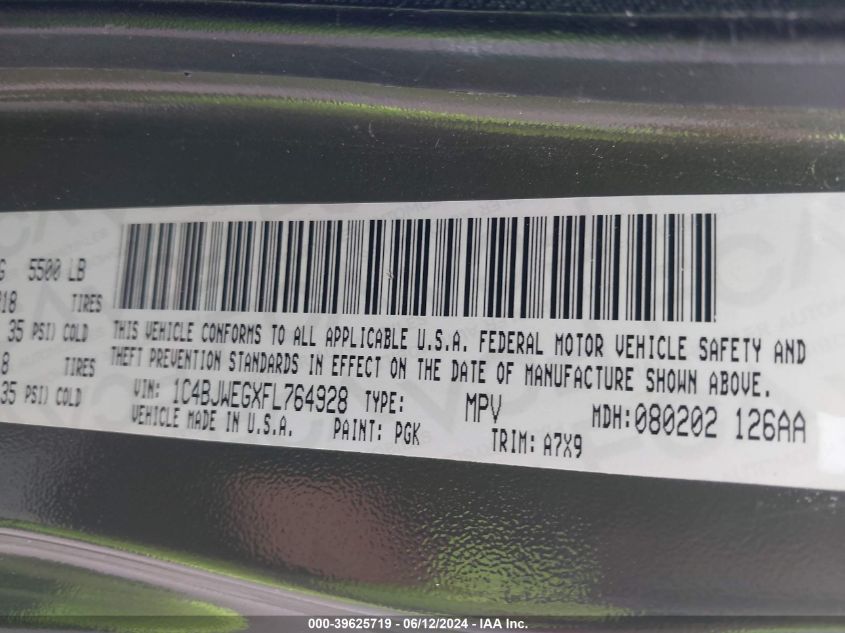 G 5500 LB
R18 TIRES
35 PSI) COLD
8 TIRES
35 PSI) COLD
THIS VEHICLE CONFORMS TO ALL APPLICABLE U.S.A. FEDERAL MOTOR VEHICLE SAFETY AND
THEFT PREVENTION STANDARDS IN EFFECT ON THE DATE OF MANUFACTURE SHOWN ABOVE.
VIN: 1C4BJWEGXFL764928 TYPE: MPV MDH:080202 126AA
VEHICLE MADE IN U.S.A. PAINT: PGK TRIM: A7X9
000-39625719 - 06/12/2024 - IAA Inc.